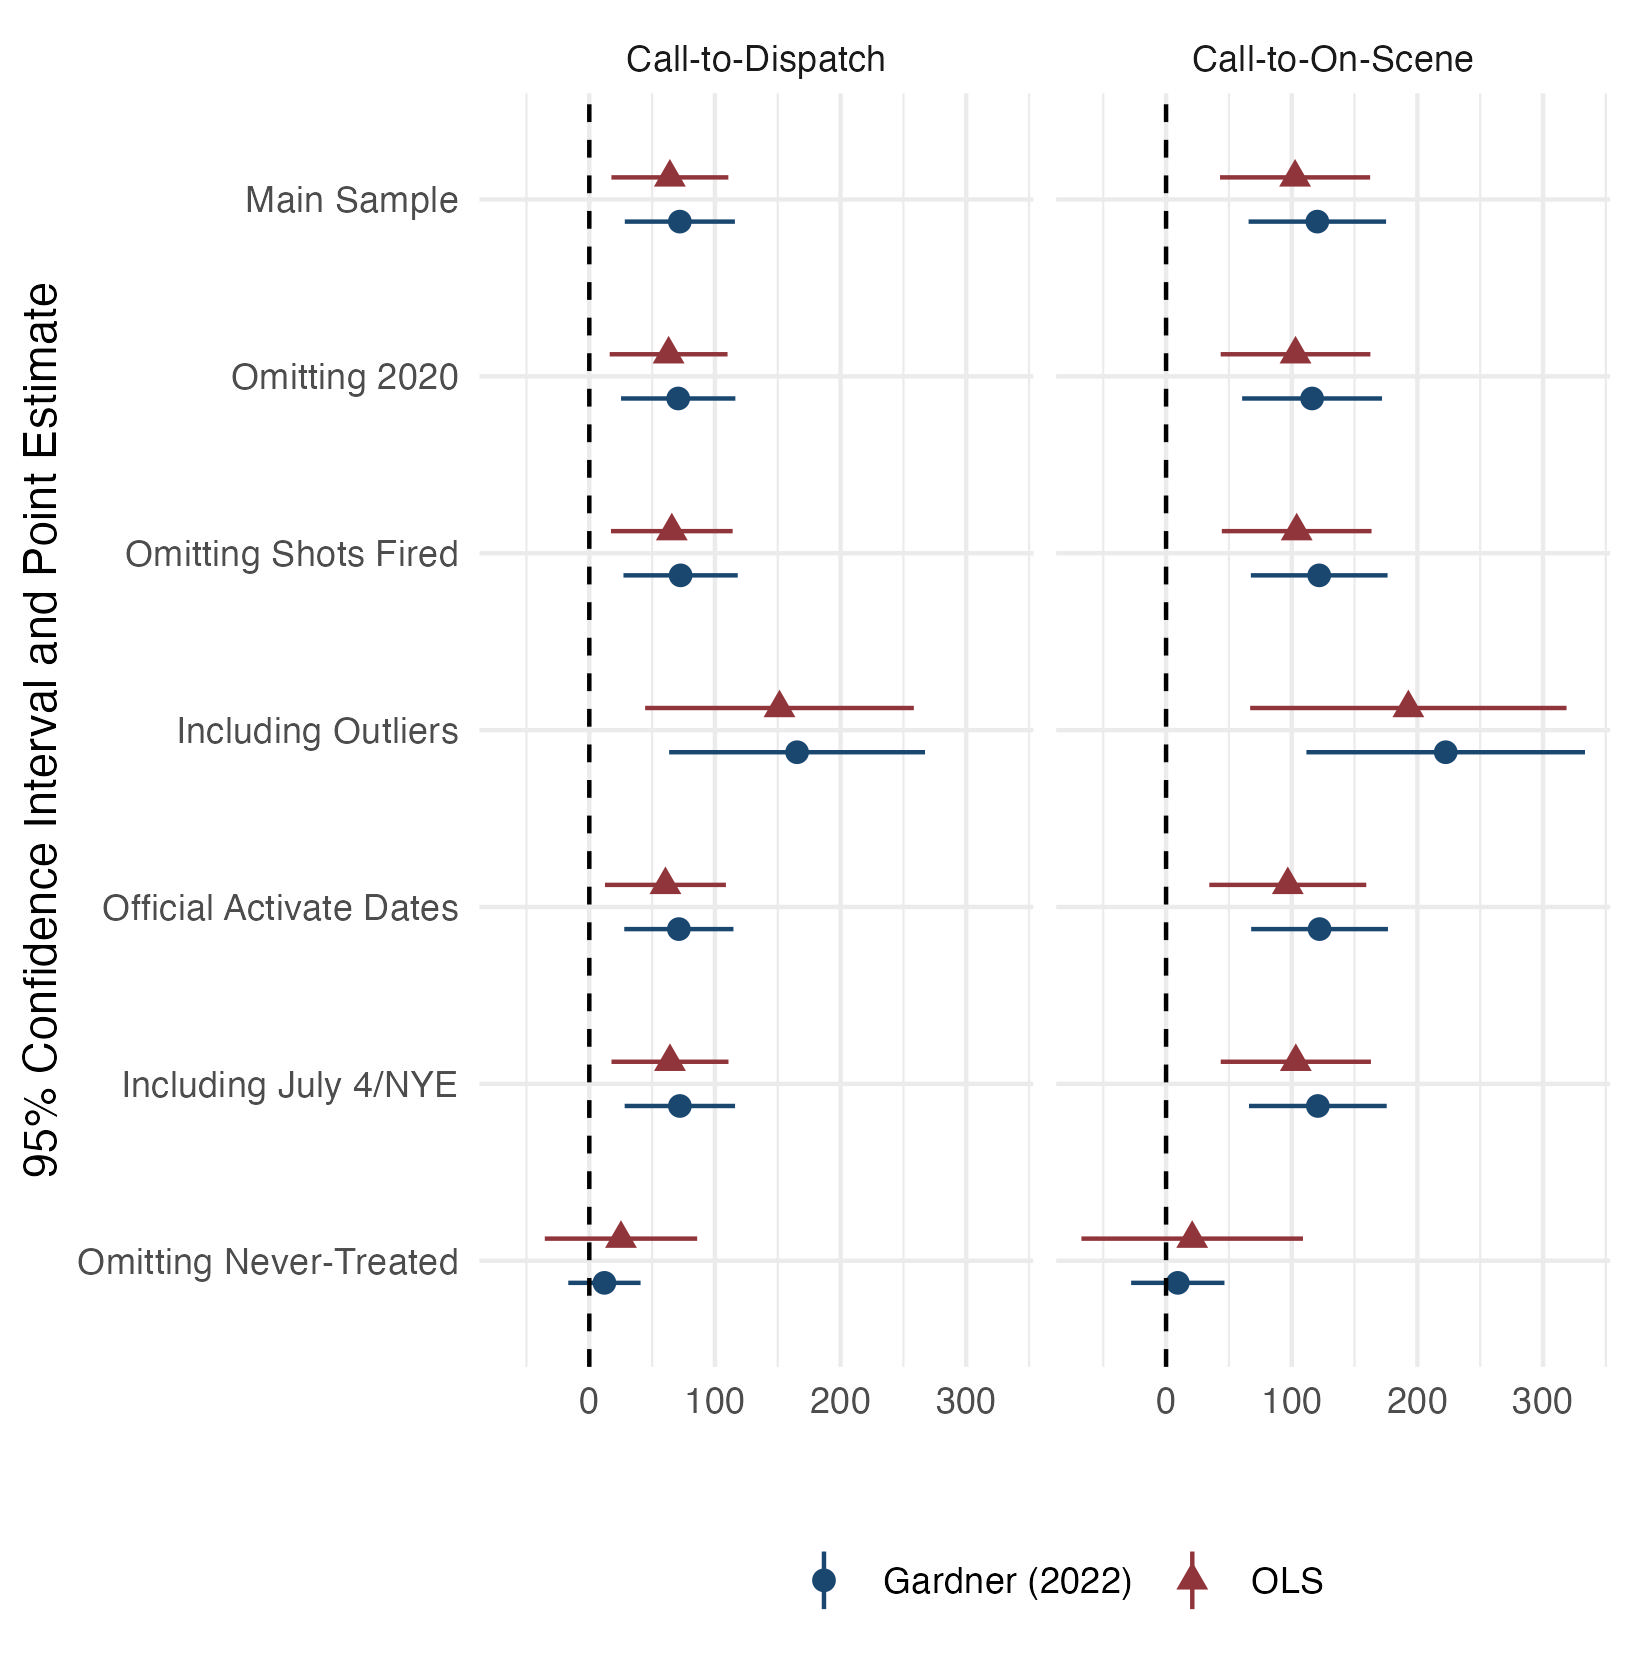 Call-to-Dispatch
Call-to-On-Scene
95% Confidence Interval and Point Estimate
Main Sample
Omitting 2020
Omitting Shots Fired
Including Outliers
Official Activate Dates
Including July 4/NYE
Omitting Never-Treated
0 100 200 300
0 100 200 300
Gardner (2022)
OLS